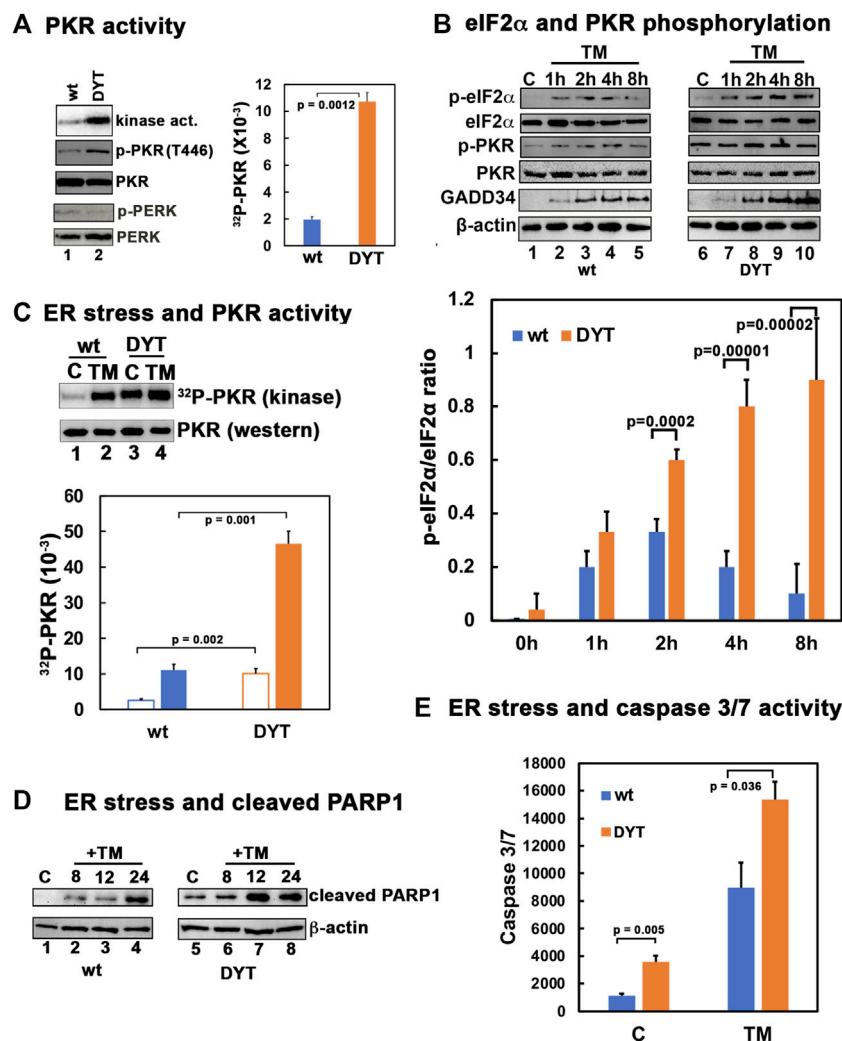 A PKR activity
wt DYT
kinase act.
p-PKR (T446)
PKR
p-PERK
PERK
1 2
³²P-PKR (X10⁻³)
12
10
8
6
4
2
0
p = 0.0012
wt DYT
B eIF2α and PKR phosphorylation
TM TM
C 1h 2h 4h 8h C 1h 2h 4h 8h
p-eIF2α
eIF2α
p-PKR
PKR
GADD34
β-actin
1 2 3 4 5 6 7 8 9 10
wt DYT
p-eIF2α/eIF2α ratio
1.2
1
0.8
0.6
0.4
0.2
0
wt DYT
p=0.0002
p=0.00001
p=0.00002
0h 1h 2h 4h 8h
C ER stress and PKR activity
wt DYT
C TM C TM
³²P-PKR (kinase)
PKR (western)
1 2 3 4
³²P-PKR (10⁻³)
60
50
40
30
20
10
0
p = 0.001
p = 0.002
wt DYT
D ER stress and cleaved PARP1
+TM +TM
C 8 12 24 C 8 12 24
cleaved PARP1
β-actin
1 2 3 4 5 6 7 8
wt DYT
E ER stress and caspase 3/7 activity
Caspase 3/7
18000
16000
14000
12000
10000
8000
6000
4000
2000
0
wt
DYT
p = 0.036
p = 0.005
C TM